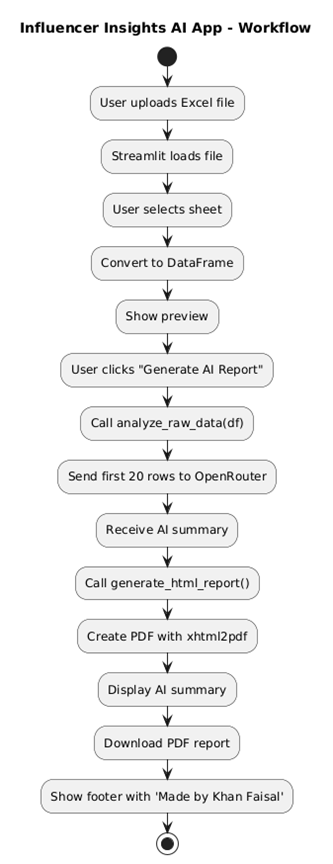 Influencer Insights AI App - Workflow
User uploads Excel file
Streamlit loads file
User selects sheet
Convert to DataFrame
Show preview
User clicks "Generate AI Report"
Call analyze_raw_data(df)
Send first 20 rows to OpenRouter
Receive AI summary
Call generate_html_report()
Create PDF with xhtml2pdf
Display AI summary
Download PDF report
Show footer with 'Made by Khan Faisal'